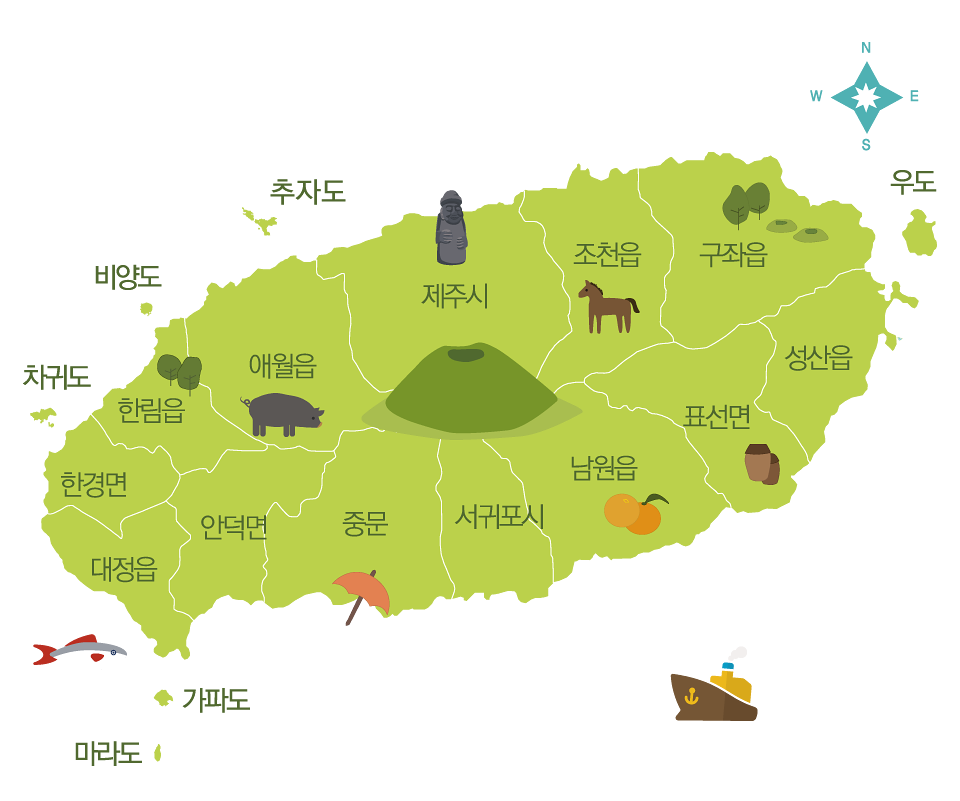 N
W E
S
추자도
우도
비양도
제주시
조천읍
구좌읍
차귀도
애월읍
성산읍
한림읍
표선면
한경면
남원읍
안덕면
중문
서귀포시
대정읍
가파도
마라도